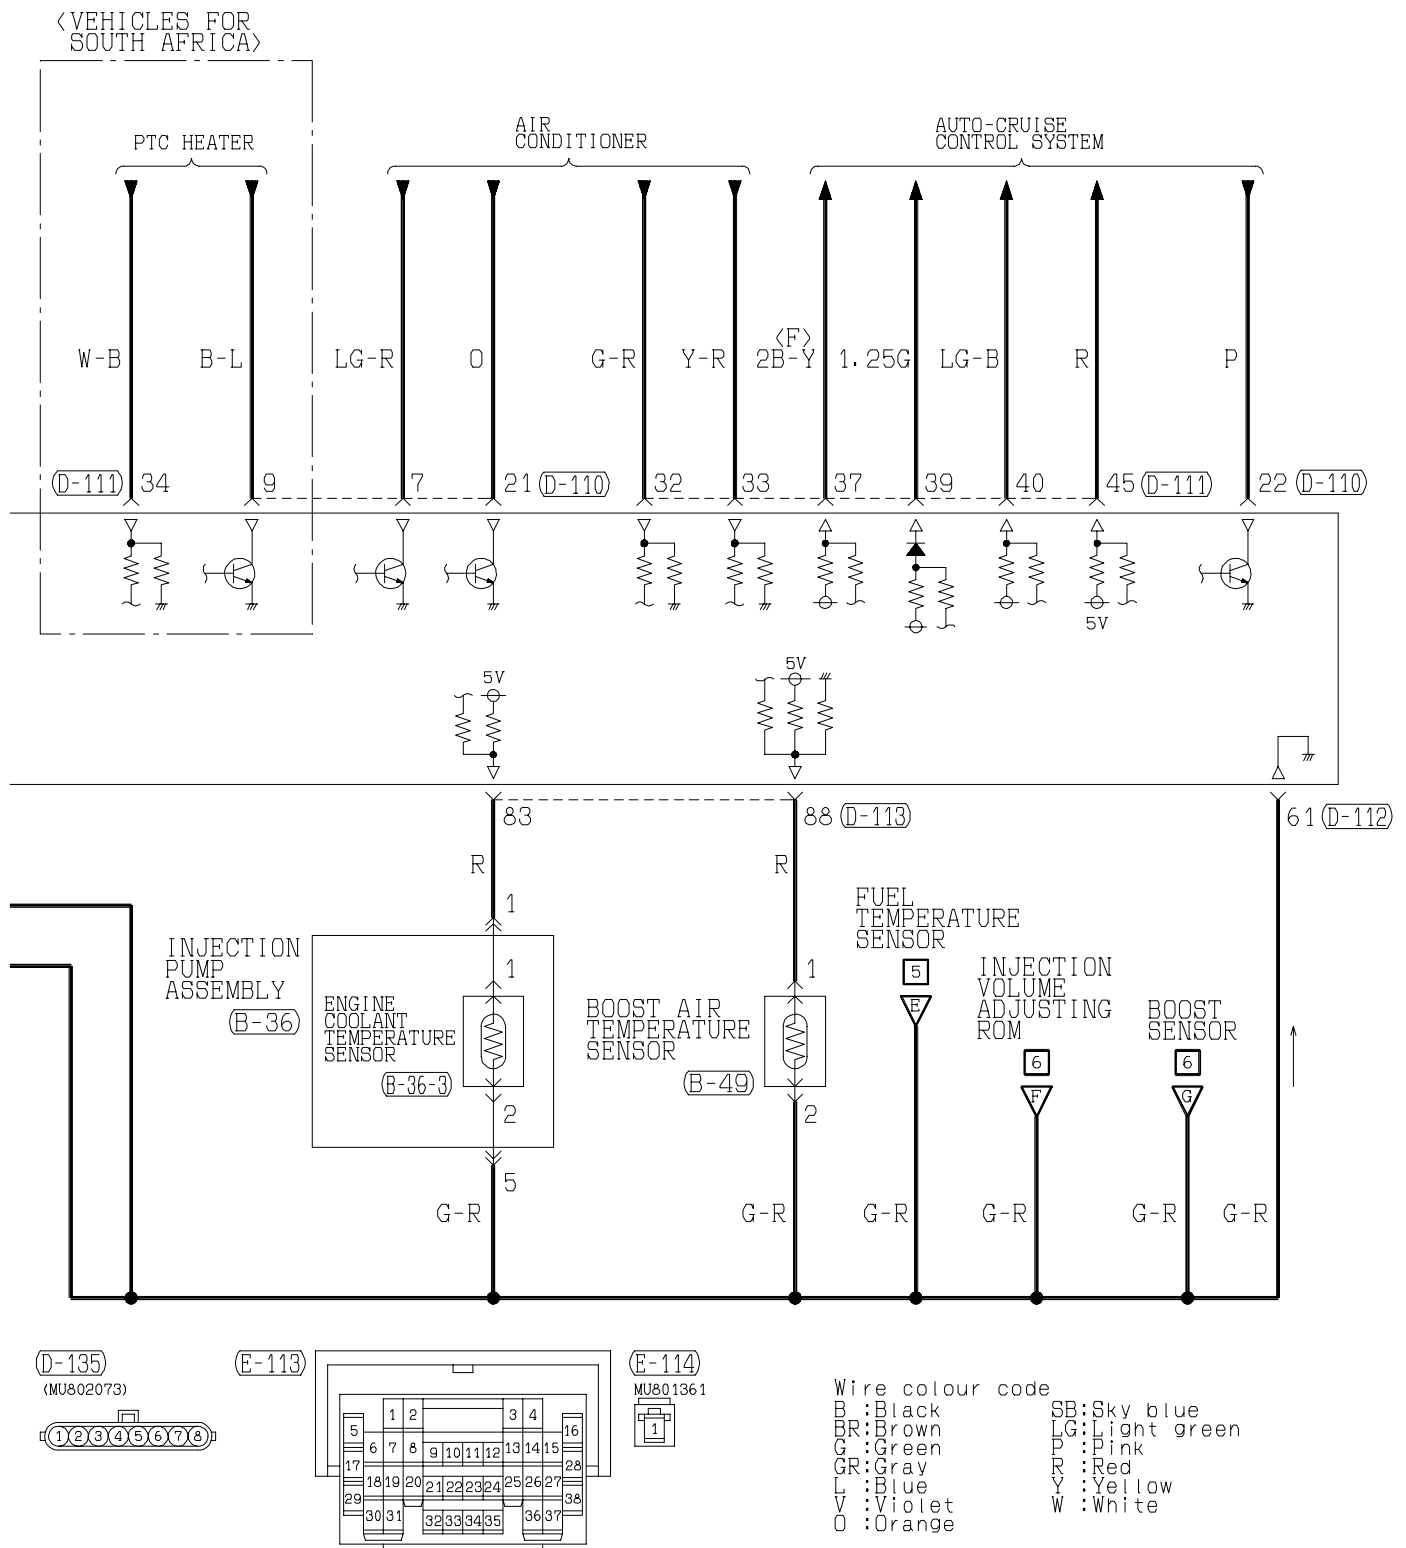 <VEHICLES FOR
SOUTH AFRICA>
PTC HEATER
AIR
CONDITIONER
AUTO-CRUISE
CONTROL SYSTEM
<F>
W-B B-L LG-R O G-R Y-R 2B-Y 1.25G LG-B R P
D-111 34 9 7 21 D-110 32 33 37 39 40 45 D-111 22 D-110
5V
5V
5V
83 88 D-113 61 D-112
R R
1
FUEL
TEMPERATURE
SENSOR
5
E
INJECTION
PUMP
ASSEMBLY
B-36
1
ENGINE
COOLANT
TEMPERATURE
SENSOR
B-36-3
2
5
BOOST AIR
TEMPERATURE
SENSOR
B-49
1
2
INJECTION
VOLUME
ADJUSTING
ROM
6
F
BOOST
SENSOR
6
G
G-R G-R G-R G-R G-R G-R
D-135
(MU802073)
1 2 3 4 5 6 7 8
E-113
1 2 3 4
5 16
6 7 8 9 10 11 12 13 14 15
17 28
18 19 20 21 22 23 24 25 26 27
29 38
30 31 32 33 34 35 36 37
E-114
MU801361
1
Wire colour code
B :Black SB:Sky blue
BR:Brown LG:Light green
G :Green P :Pink
GR:Gray R :Red
L :Blue Y :Yellow
V :Violet W :White
O :Orange